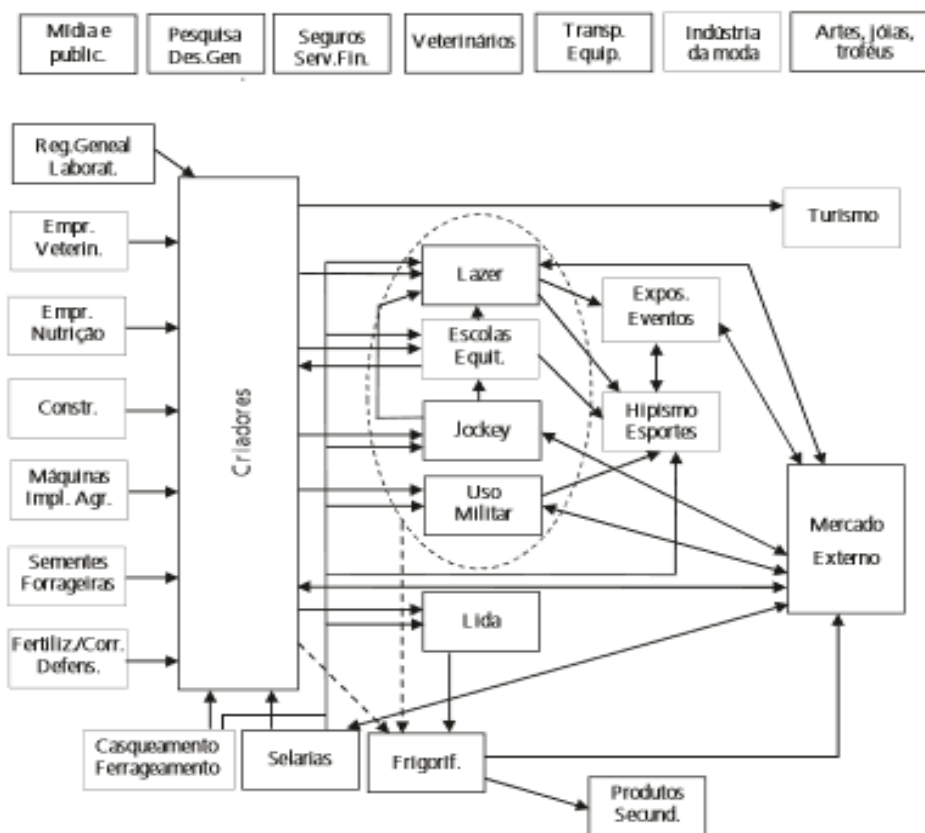 Mídia e
public.
Pesquisa
Des.Gen
Seguros
Serv.Fin.
Veterinários
Transp.
Equip.
Indústria
da moda
Artes, jóias,
troféus
Reg.Geneal
Laborat.
Empr.
Veterin.
Empr.
Nutrição
Constr.
Máquinas
Impl. Agr.
Sementes
Forrageiras
Fertiliz./Corr.
Defens.
Criadores
Casqueamento
Ferrageamento
Selarias
Lazer
Escolas
Equit.
Jockey
Uso
Militar
Lida
Frigorif.
Expos.
Eventos
Hipismo
Esportes
Turismo
Mercado
Externo
Produtos
Secund.